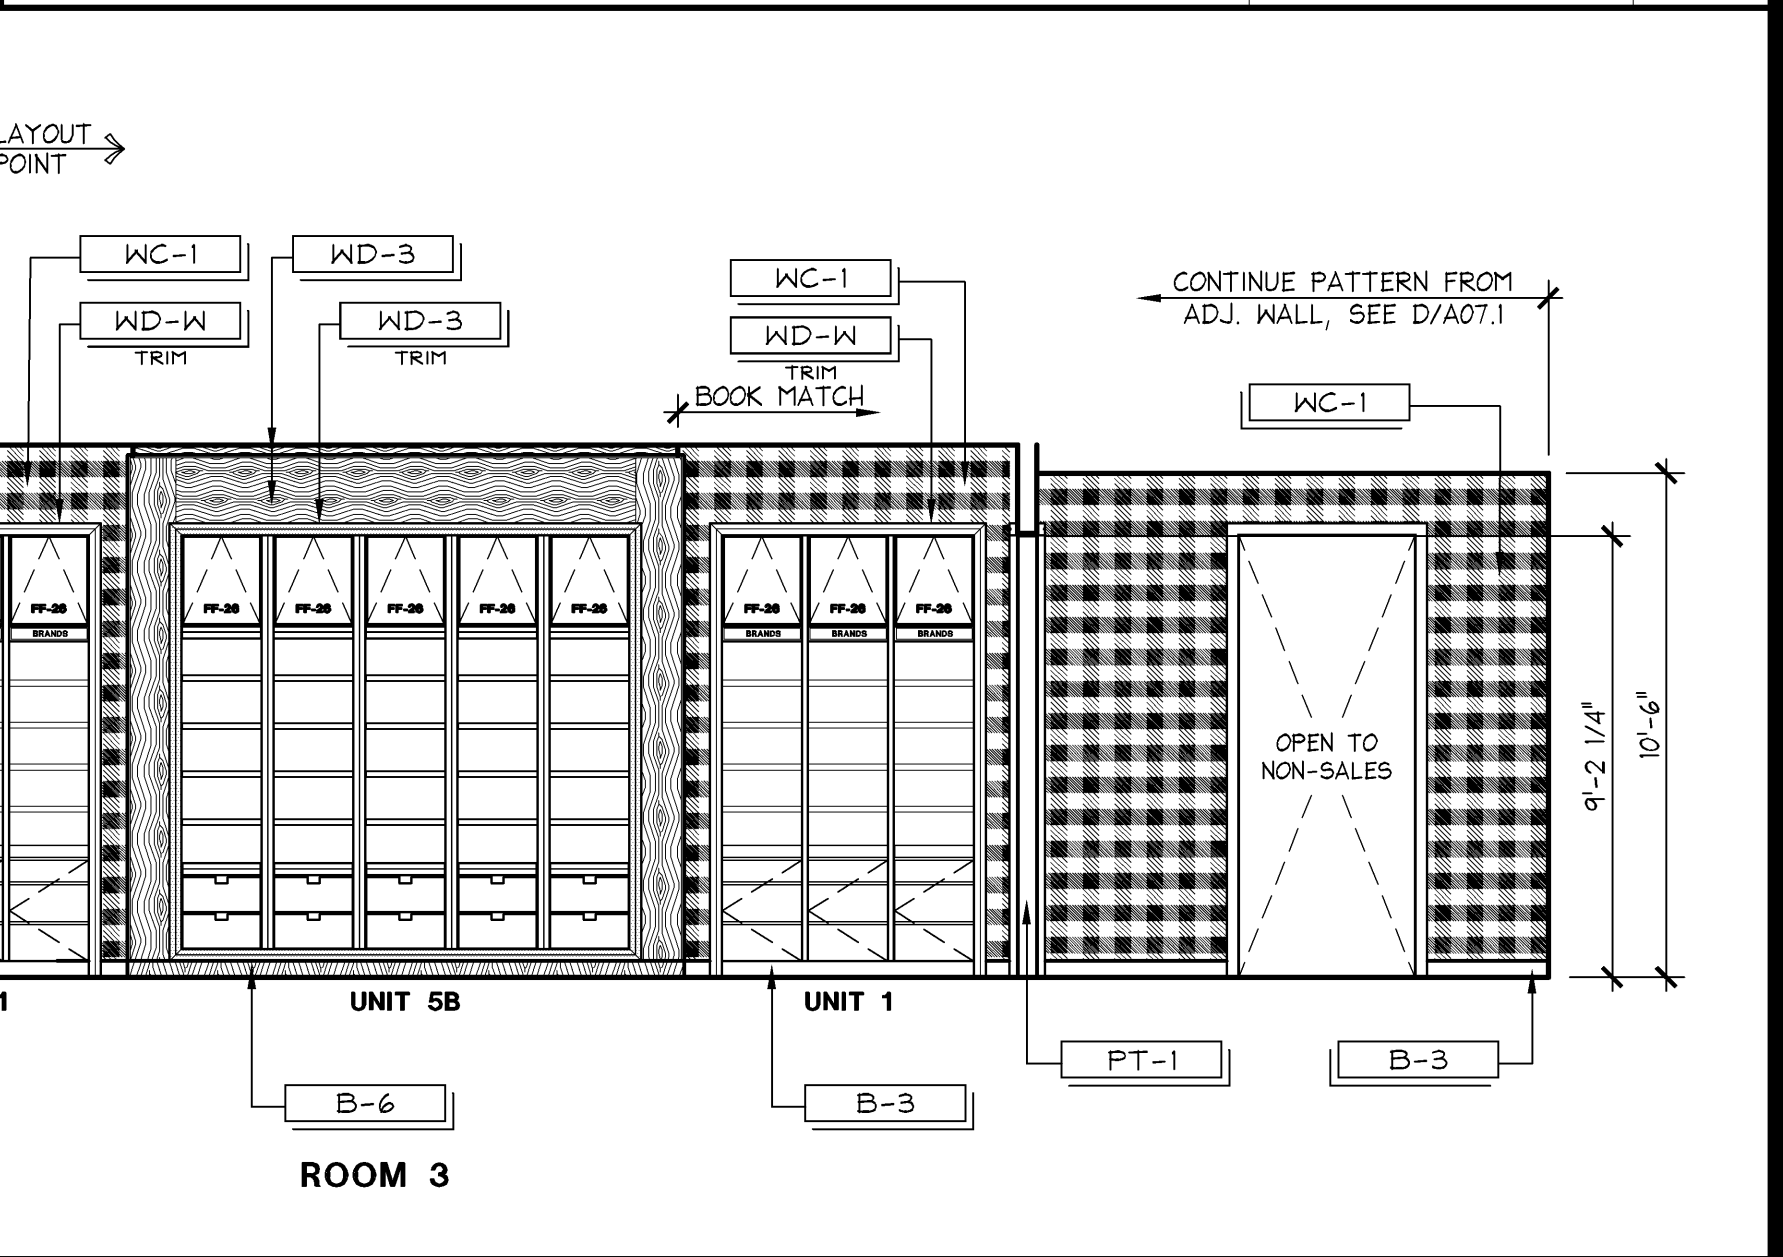 LAYOUT
POINT
WC-1
WD-3
WC-1
CONTINUE PATTERN FROM
ADJ. WALL, SEE D/A07.1
WD-W
TRIM
WD-3
TRIM
WD-W
TRIM
BOOK MATCH
WC-1
FF-26
FF-26
FF-26
FF-26
FF-26
FF-26
FF-26
FF-26
FF-26
BRANDS
BRANDS
BRANDS
BRANDS
OPEN TO
NON-SALES
9'-2 1/4"
10'-6"
1
UNIT 5B
UNIT 1
PT-1
B-3
B-6
B-3
ROOM 3